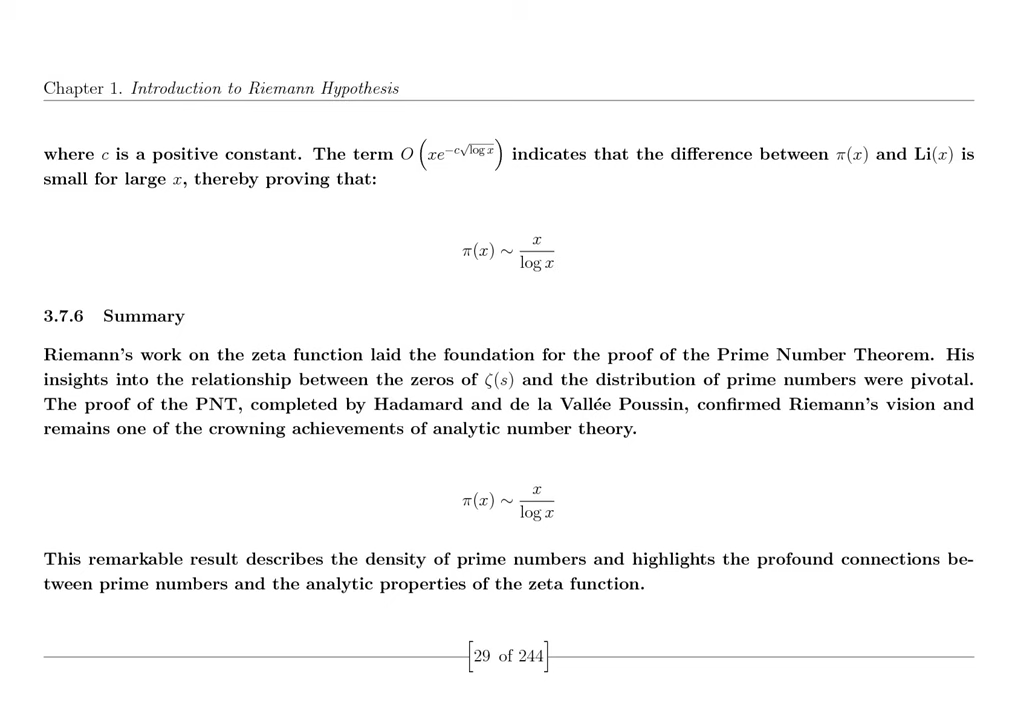 Chapter 1. Introduction to Riemann Hypothesis
where c is a positive constant. The term O(xe^{−c√log x}) indicates that the difference between π(x) and Li(x) is
small for large x, thereby proving that:
π(x) ∼ x / log x
3.7.6 Summary
Riemann's work on the zeta function laid the foundation for the proof of the Prime Number Theorem. His
insights into the relationship between the zeros of ζ(s) and the distribution of prime numbers were pivotal.
The proof of the PNT, completed by Hadamard and de la Vallée Poussin, confirmed Riemann's vision and
remains one of the crowning achievements of analytic number theory.
π(x) ∼ x / log x
This remarkable result describes the density of prime numbers and highlights the profound connections be-
tween prime numbers and the analytic properties of the zeta function.
[29 of 244]